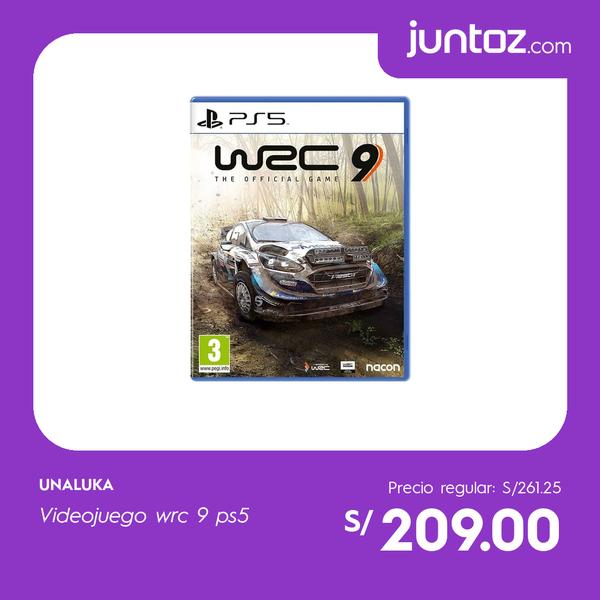 juntoz.com
PS5
WRC 9
THE OFFICIAL GAME
3
www.pegi.info
WRC
nacon
UNALUKA
Videojuego wrc 9 ps5
Precio regular: S/261.25
S/ 209.00